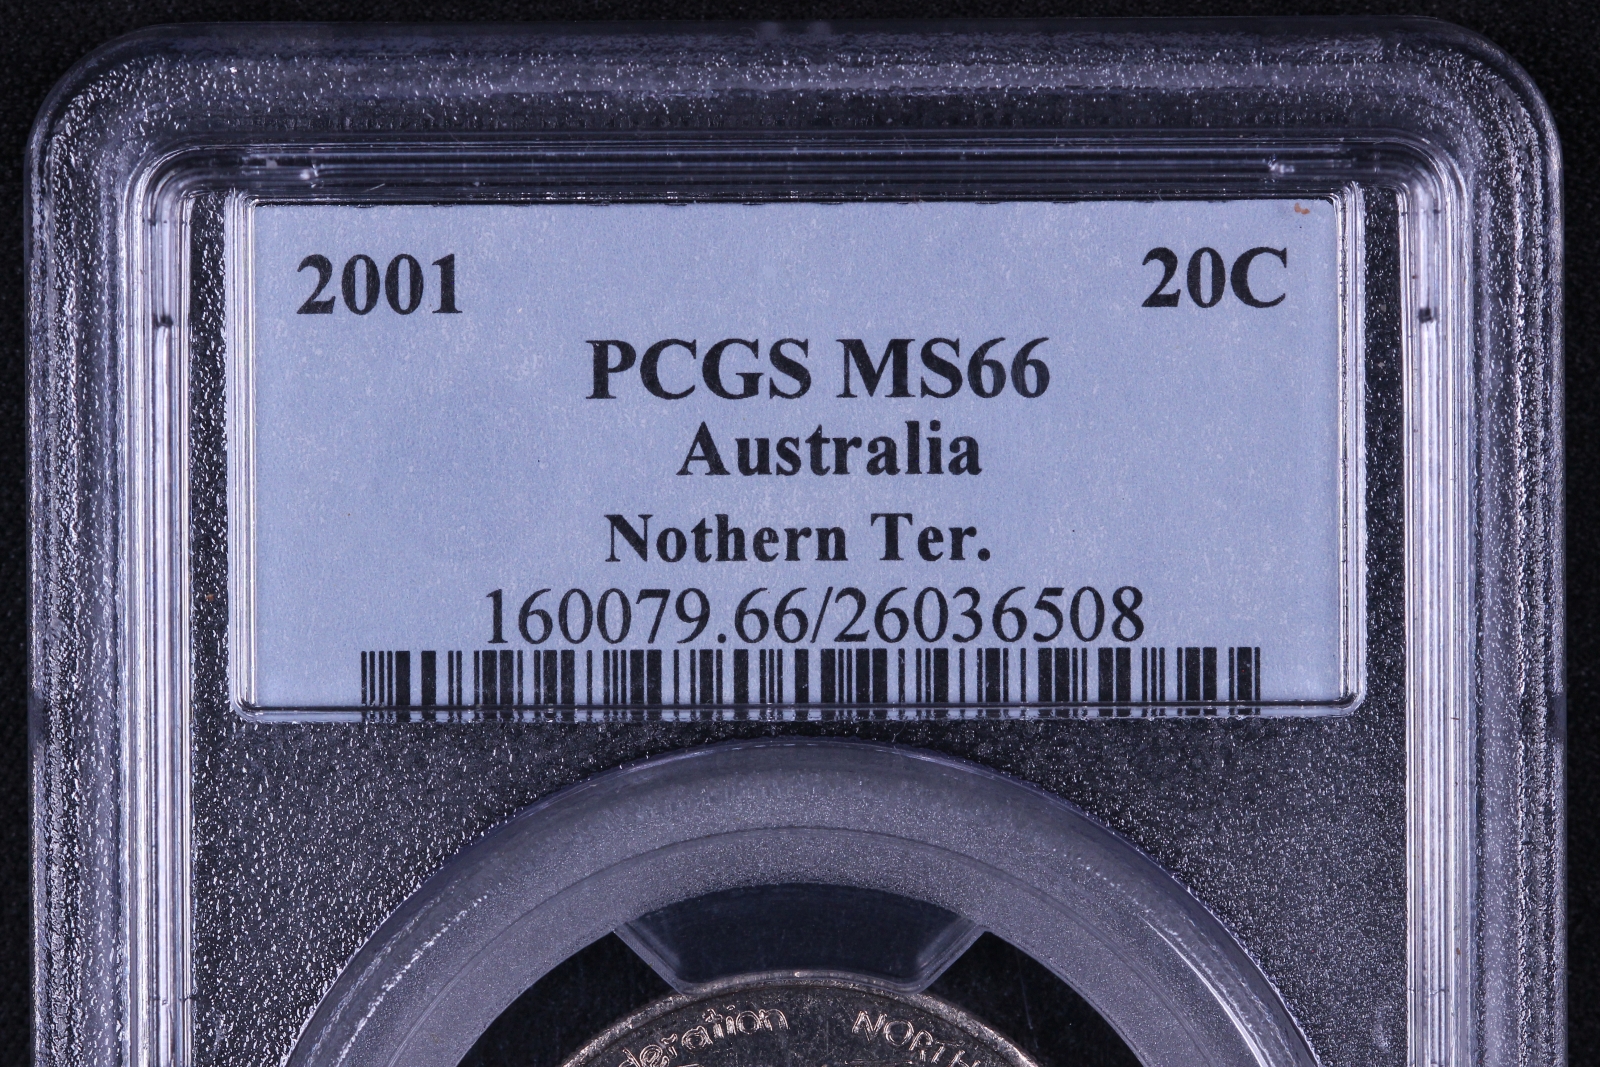 2001 20C
PCGS MS66
Australia
Nothern Ter.
160079.66/26036508